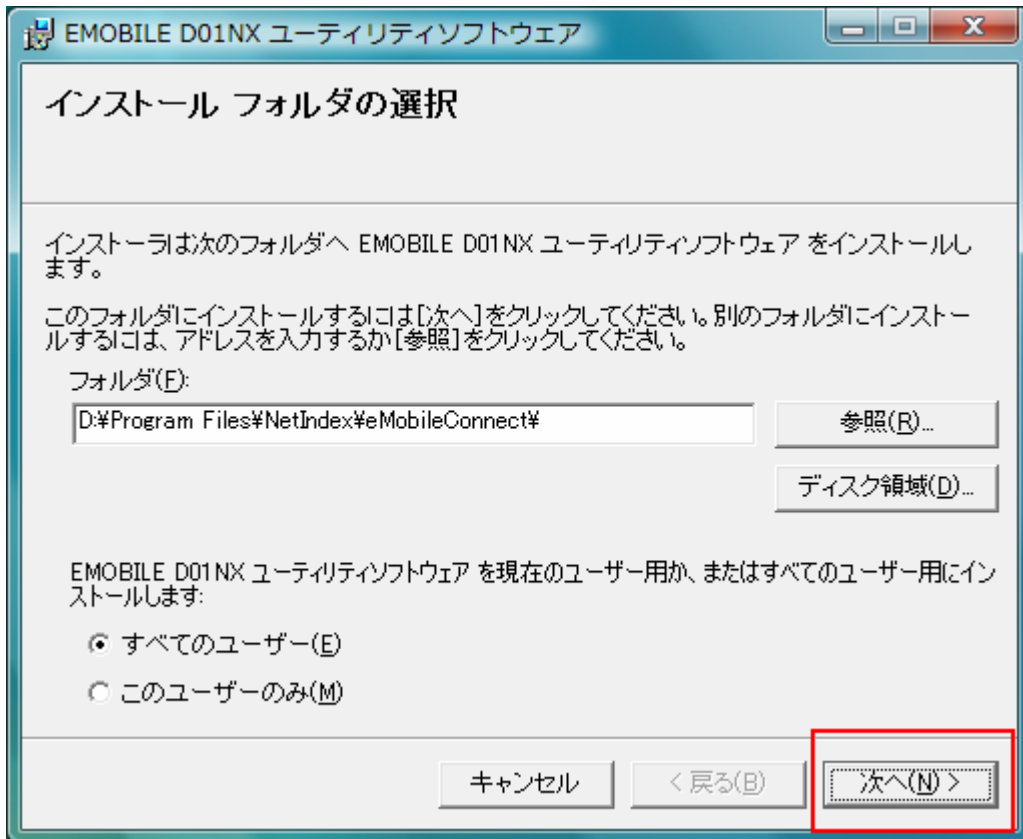 EMOBILE D01NX ユーティリティソフトウェア
インストール フォルダの選択
インストーラは次のフォルダへ EMOBILE D01NX ユーティリティソフトウェア をインストールし
ます。
このフォルダにインストールするには[次へ]をクリックしてください。別のフォルダにインストー
ルするには、アドレスを入力するか[参照]をクリックしてください。
フォルダ(F):
D:¥Program Files¥NetIndex¥eMobileConnect¥
参照(R)...
ディスク領域(D)...
EMOBILE D01NX ユーティリティソフトウェア を現在のユーザー用か、またはすべてのユーザー用にイン
ストールします:
すべてのユーザー(E)
このユーザーのみ(M)
キャンセル
< 戻る(B)
次へ(N) >